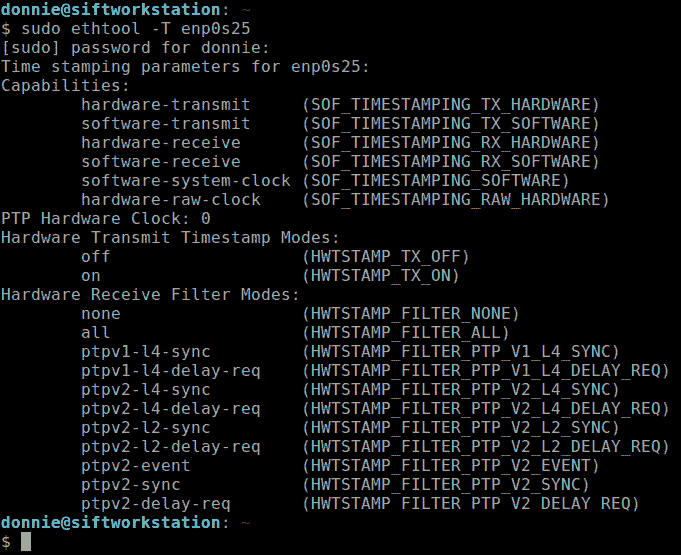 donnie@siftworkstation: ~
$ sudo ethtool -T enp0s25
[sudo] password for donnie:
Time stamping parameters for enp0s25:
Capabilities:
        hardware-transmit     (SOF_TIMESTAMPING_TX_HARDWARE)
        software-transmit     (SOF_TIMESTAMPING_TX_SOFTWARE)
        hardware-receive      (SOF_TIMESTAMPING_RX_HARDWARE)
        software-receive      (SOF_TIMESTAMPING_RX_SOFTWARE)
        software-system-clock (SOF_TIMESTAMPING_SOFTWARE)
        hardware-raw-clock    (SOF_TIMESTAMPING_RAW_HARDWARE)
PTP Hardware Clock: 0
Hardware Transmit Timestamp Modes:
        off                   (HWTSTAMP_TX_OFF)
        on                    (HWTSTAMP_TX_ON)
Hardware Receive Filter Modes:
        none                  (HWTSTAMP_FILTER_NONE)
        all                   (HWTSTAMP_FILTER_ALL)
        ptpv1-l4-sync         (HWTSTAMP_FILTER_PTP_V1_L4_SYNC)
        ptpv1-l4-delay-req    (HWTSTAMP_FILTER_PTP_V1_L4_DELAY_REQ)
        ptpv2-l4-sync         (HWTSTAMP_FILTER_PTP_V2_L4_SYNC)
        ptpv2-l4-delay-req    (HWTSTAMP_FILTER_PTP_V2_L4_DELAY_REQ)
        ptpv2-l2-sync         (HWTSTAMP_FILTER_PTP_V2_L2_SYNC)
        ptpv2-l2-delay-req    (HWTSTAMP_FILTER_PTP_V2_L2_DELAY_REQ)
        ptpv2-event           (HWTSTAMP_FILTER_PTP_V2_EVENT)
        ptpv2-sync            (HWTSTAMP_FILTER_PTP_V2_SYNC)
        ptpv2-delay-req       (HWTSTAMP_FILTER_PTP_V2_DELAY_REQ)
donnie@siftworkstation: ~
$